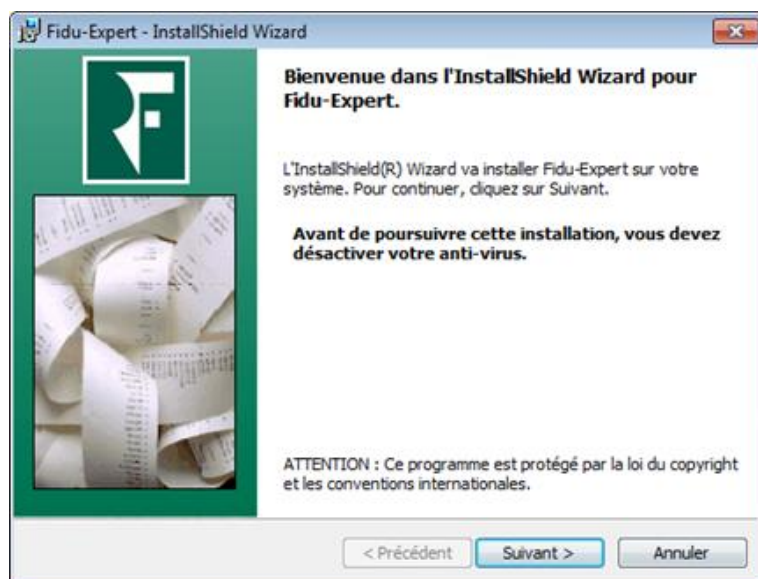 Fidu-Expert - InstallShield Wizard
Bienvenue dans l'InstallShield Wizard pour
Fidu-Expert.
L'InstallShield(R) Wizard va installer Fidu-Expert sur votre
système. Pour continuer, cliquez sur Suivant.
Avant de poursuivre cette installation, vous devez
désactiver votre anti-virus.
ATTENTION : Ce programme est protégé par la loi du copyright
et les conventions internationales.
< Précédent
Suivant >
Annuler